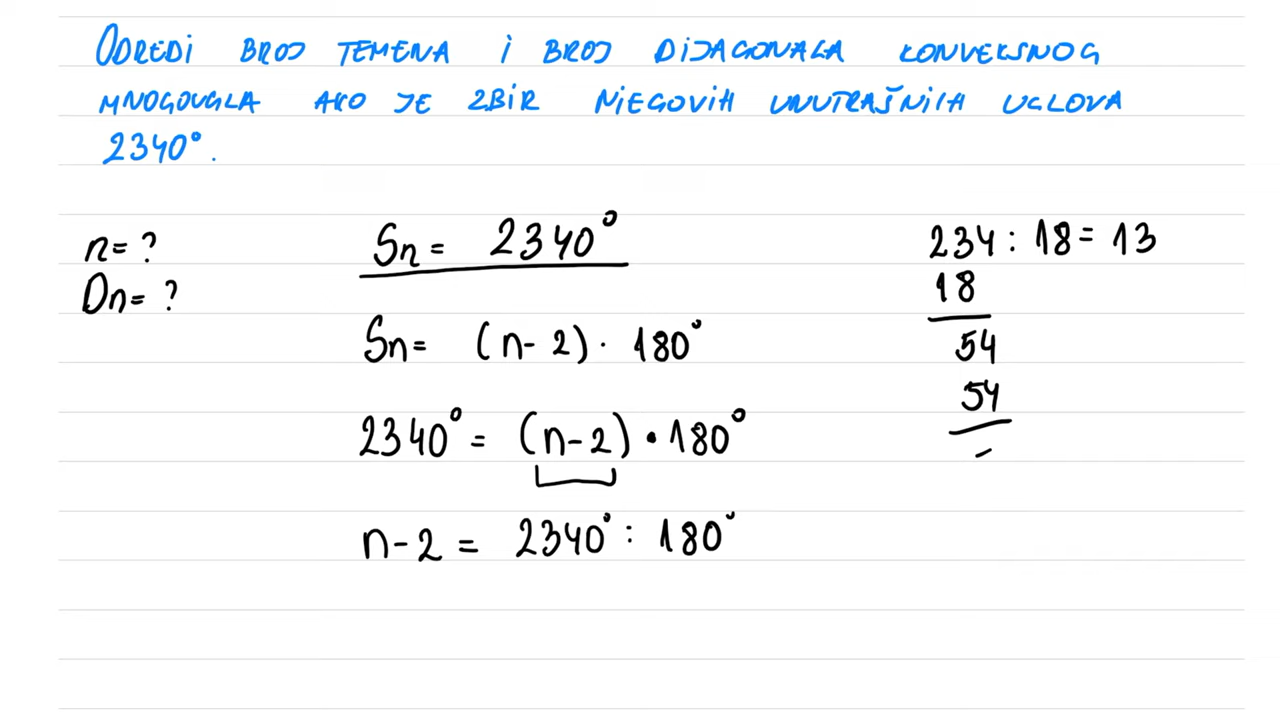 ODREDI BROJ TEMENA I BROJ DIJAGONALA KONVEKSNOG
MNOGOUGLA AKO JE ZBIR NJEGOVIH UNUTRAŠNJIH UGLOVA
2340°.
n = ?
Dn = ?
Sn = 2340°
Sn = (n - 2) · 180°
2340° = (n - 2) · 180°
n - 2 = 2340° : 180°
234 : 18 = 13
18
54
54
-